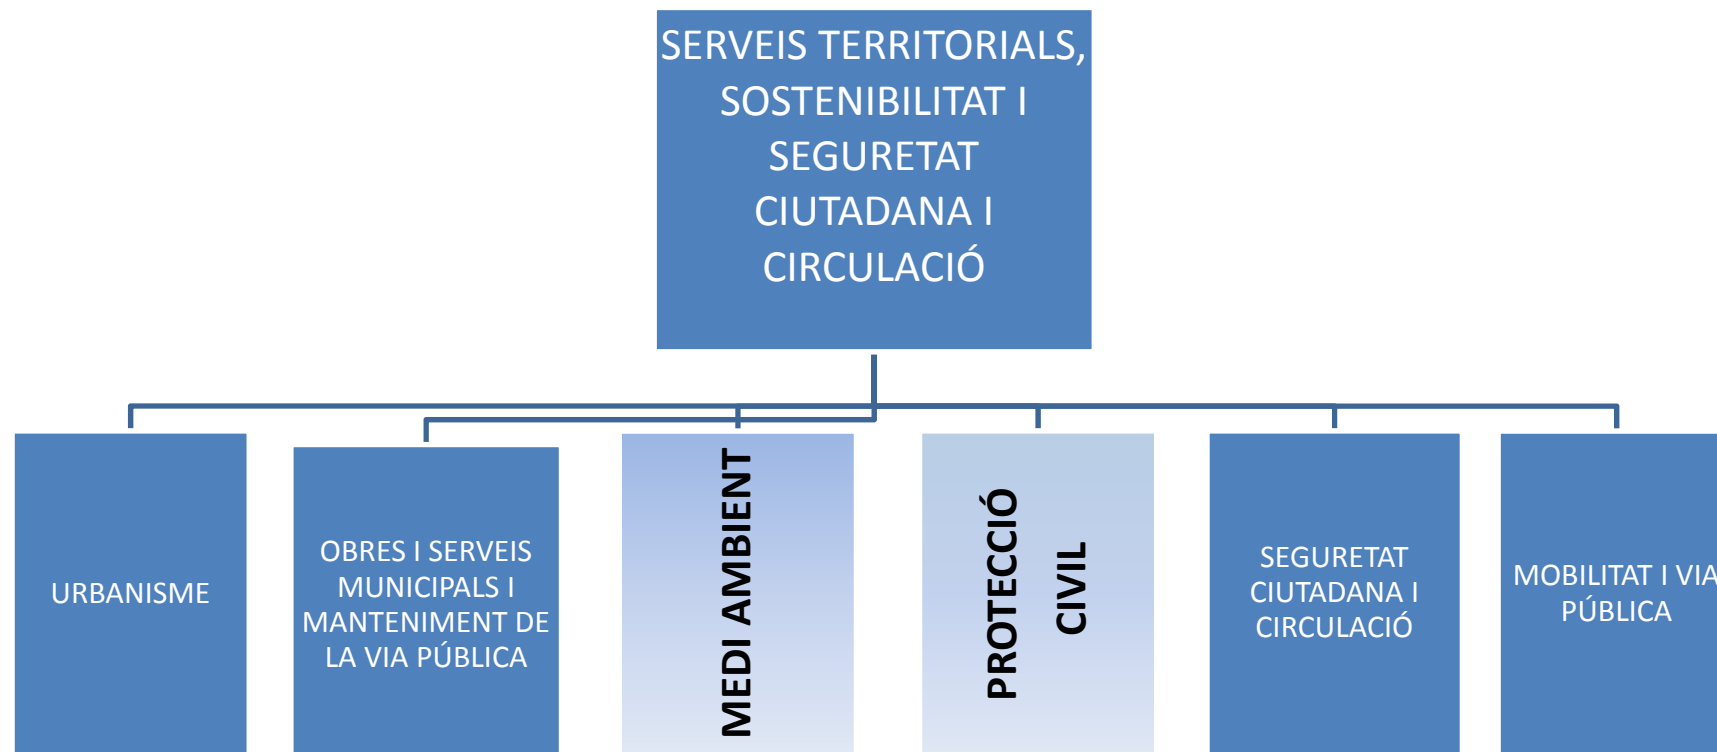 SERVEIS TERRITORIALS,
SOSTENIBILITAT I
SEGURETAT
CIUTADANA I
CIRCULACIÓ
URBANISME
OBRES I SERVEIS
MUNICIPALS I
MANTENIMENT DE
LA VIA PÚBLICA
MEDI AMBIENT
PROTECCIÓ
CIVIL
SEGURETAT
CIUTADANA I
CIRCULACIÓ
MOBILITAT I VIA
PÚBLICA